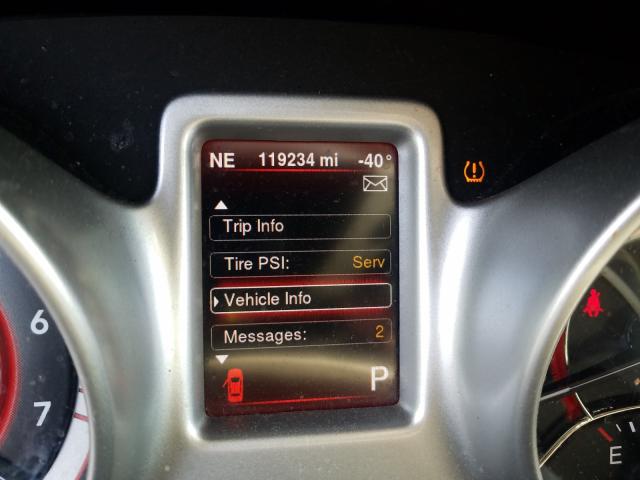 NE 119234 mi -40°
Trip Info
Tire PSI: Serv
Vehicle Info
Messages: 2
P
6
7
E